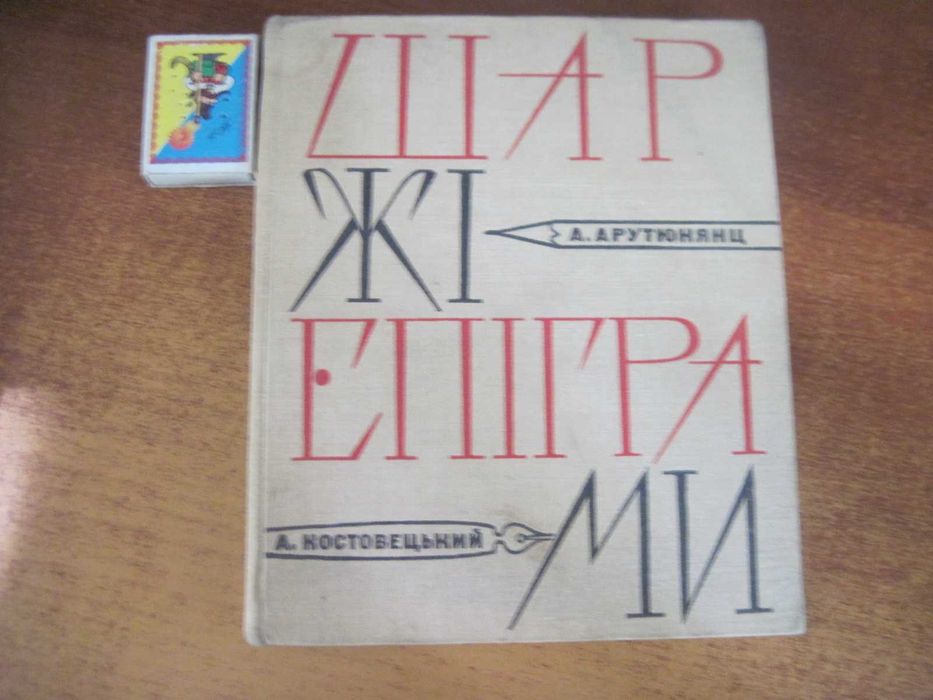 ШАР
ЖІ
А. АРУТЮНЯНЦ
ЕПІГРА
А. КОСТОВЕЦЬКИЙ
МИ